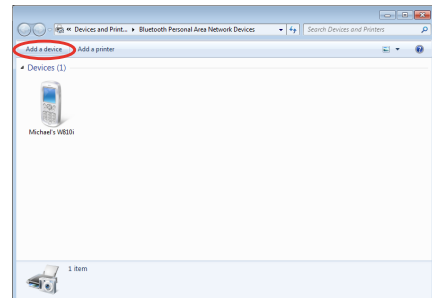 « Devices and Print... ▸ Bluetooth Personal Area Network Devices Search Devices and Printers
Add a device Add a printer
Devices (1)
Michael's W810i
1 item